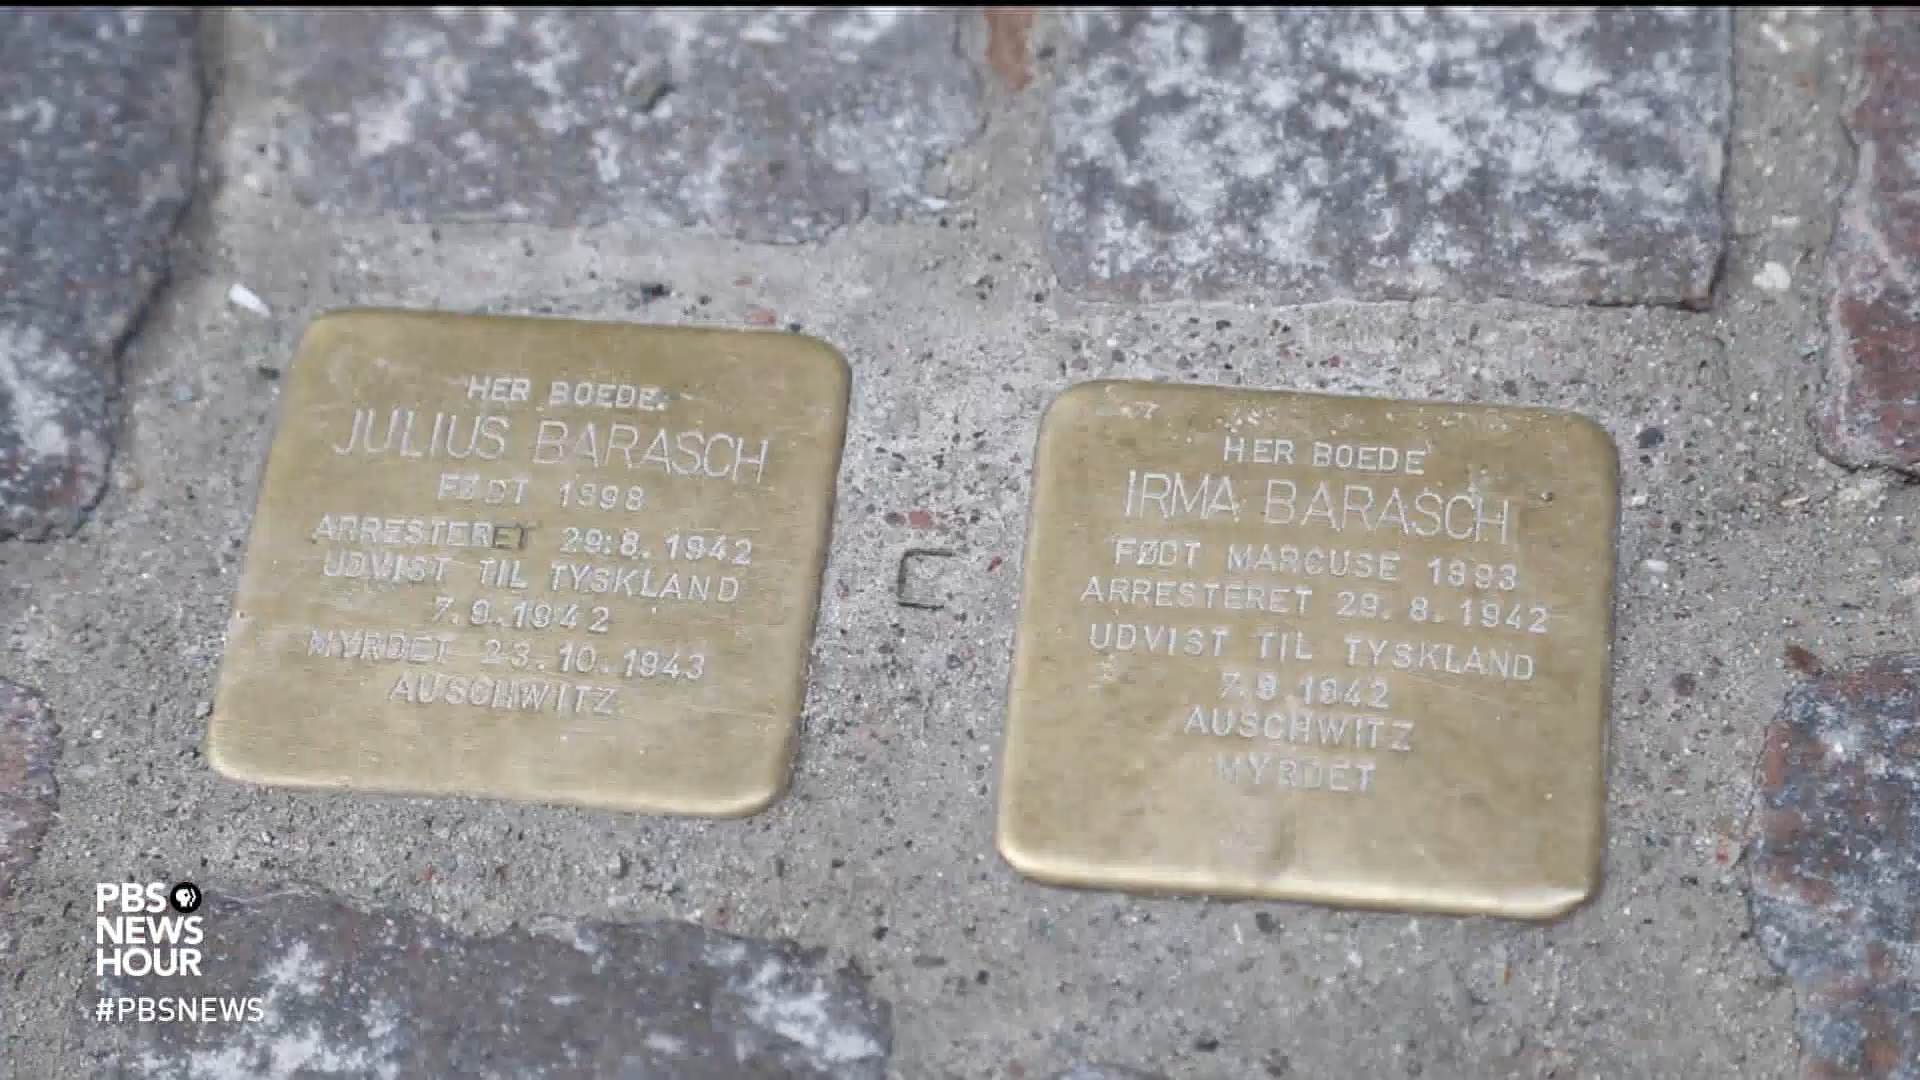 HER BOEDE
JULIUS BARASCH
FØDT 1898
ARRESTERET 29.8.1942
UDVIST TIL TYSKLAND
7.9.1942
MYRDET 23.10.1943
AUSCHWITZ
HER BOEDE
IRMA BARASCH
FØDT MARCUSE 1893
ARRESTERET 29.8.1942
UDVIST TIL TYSKLAND
7.9.1942
AUSCHWITZ
MYRDET
PBS
NEWS
HOUR
#PBSNEWS